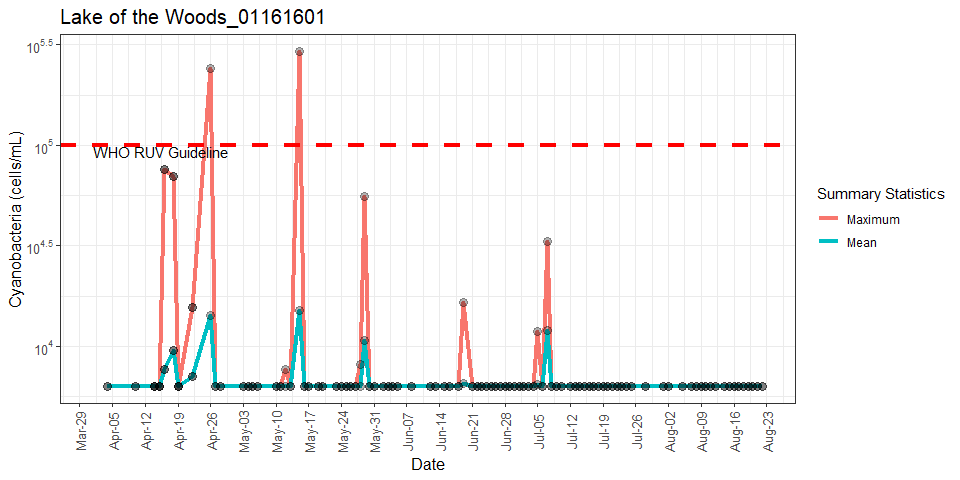 Lake of the Woods_01161601
10^5.5
10^5
10^4.5
10^4
Cyanobacteria (cells/mL)
WHO RUV Guideline
Mar-29
Apr-05
Apr-12
Apr-19
Apr-26
May-03
May-10
May-17
May-24
May-31
Jun-07
Jun-14
Jun-21
Jun-28
Jul-05
Jul-12
Jul-19
Jul-26
Aug-02
Aug-09
Aug-16
Aug-23
Date
Summary Statistics
Maximum
Mean